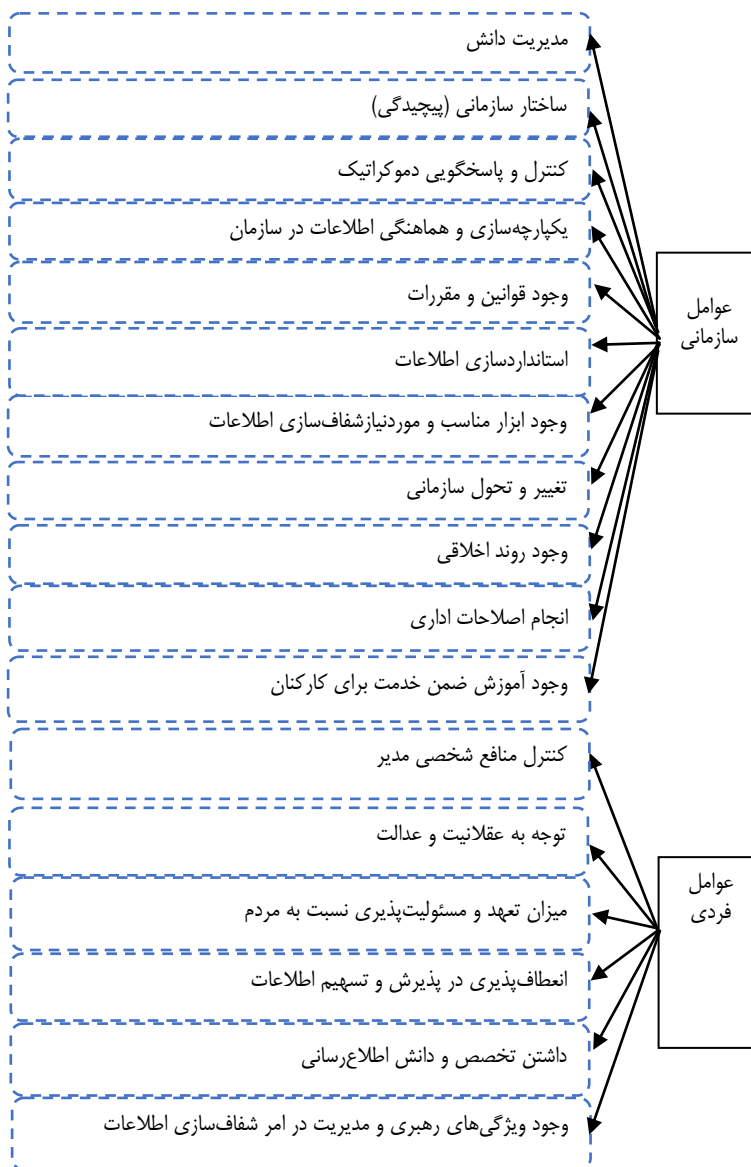 مدیریت دانش
ساختار سازمانی (پیچیدگی)
کنترل و پاسخگویی دموکراتیک
یکپارچه‌سازی و هماهنگی اطلاعات در سازمان
وجود قوانین و مقررات
عوامل
سازمانی
استانداردسازی اطلاعات
وجود ابزار مناسب و موردنیازشفاف‌سازی اطلاعات
تغییر و تحول سازمانی
وجود روند اخلاقی
انجام اصلاحات اداری
وجود آموزش ضمن خدمت برای کارکنان
کنترل منافع شخصی مدیر
توجه به عقلانیت و عدالت
عوامل
فردی
میزان تعهد و مسئولیت‌پذیری نسبت به مردم
انعطاف‌پذیری در پذیرش و تسهیم اطلاعات
داشتن تخصص و دانش اطلاع‌رسانی
وجود ویژگی‌های رهبری و مدیریت در امر شفاف‌سازی اطلاعات